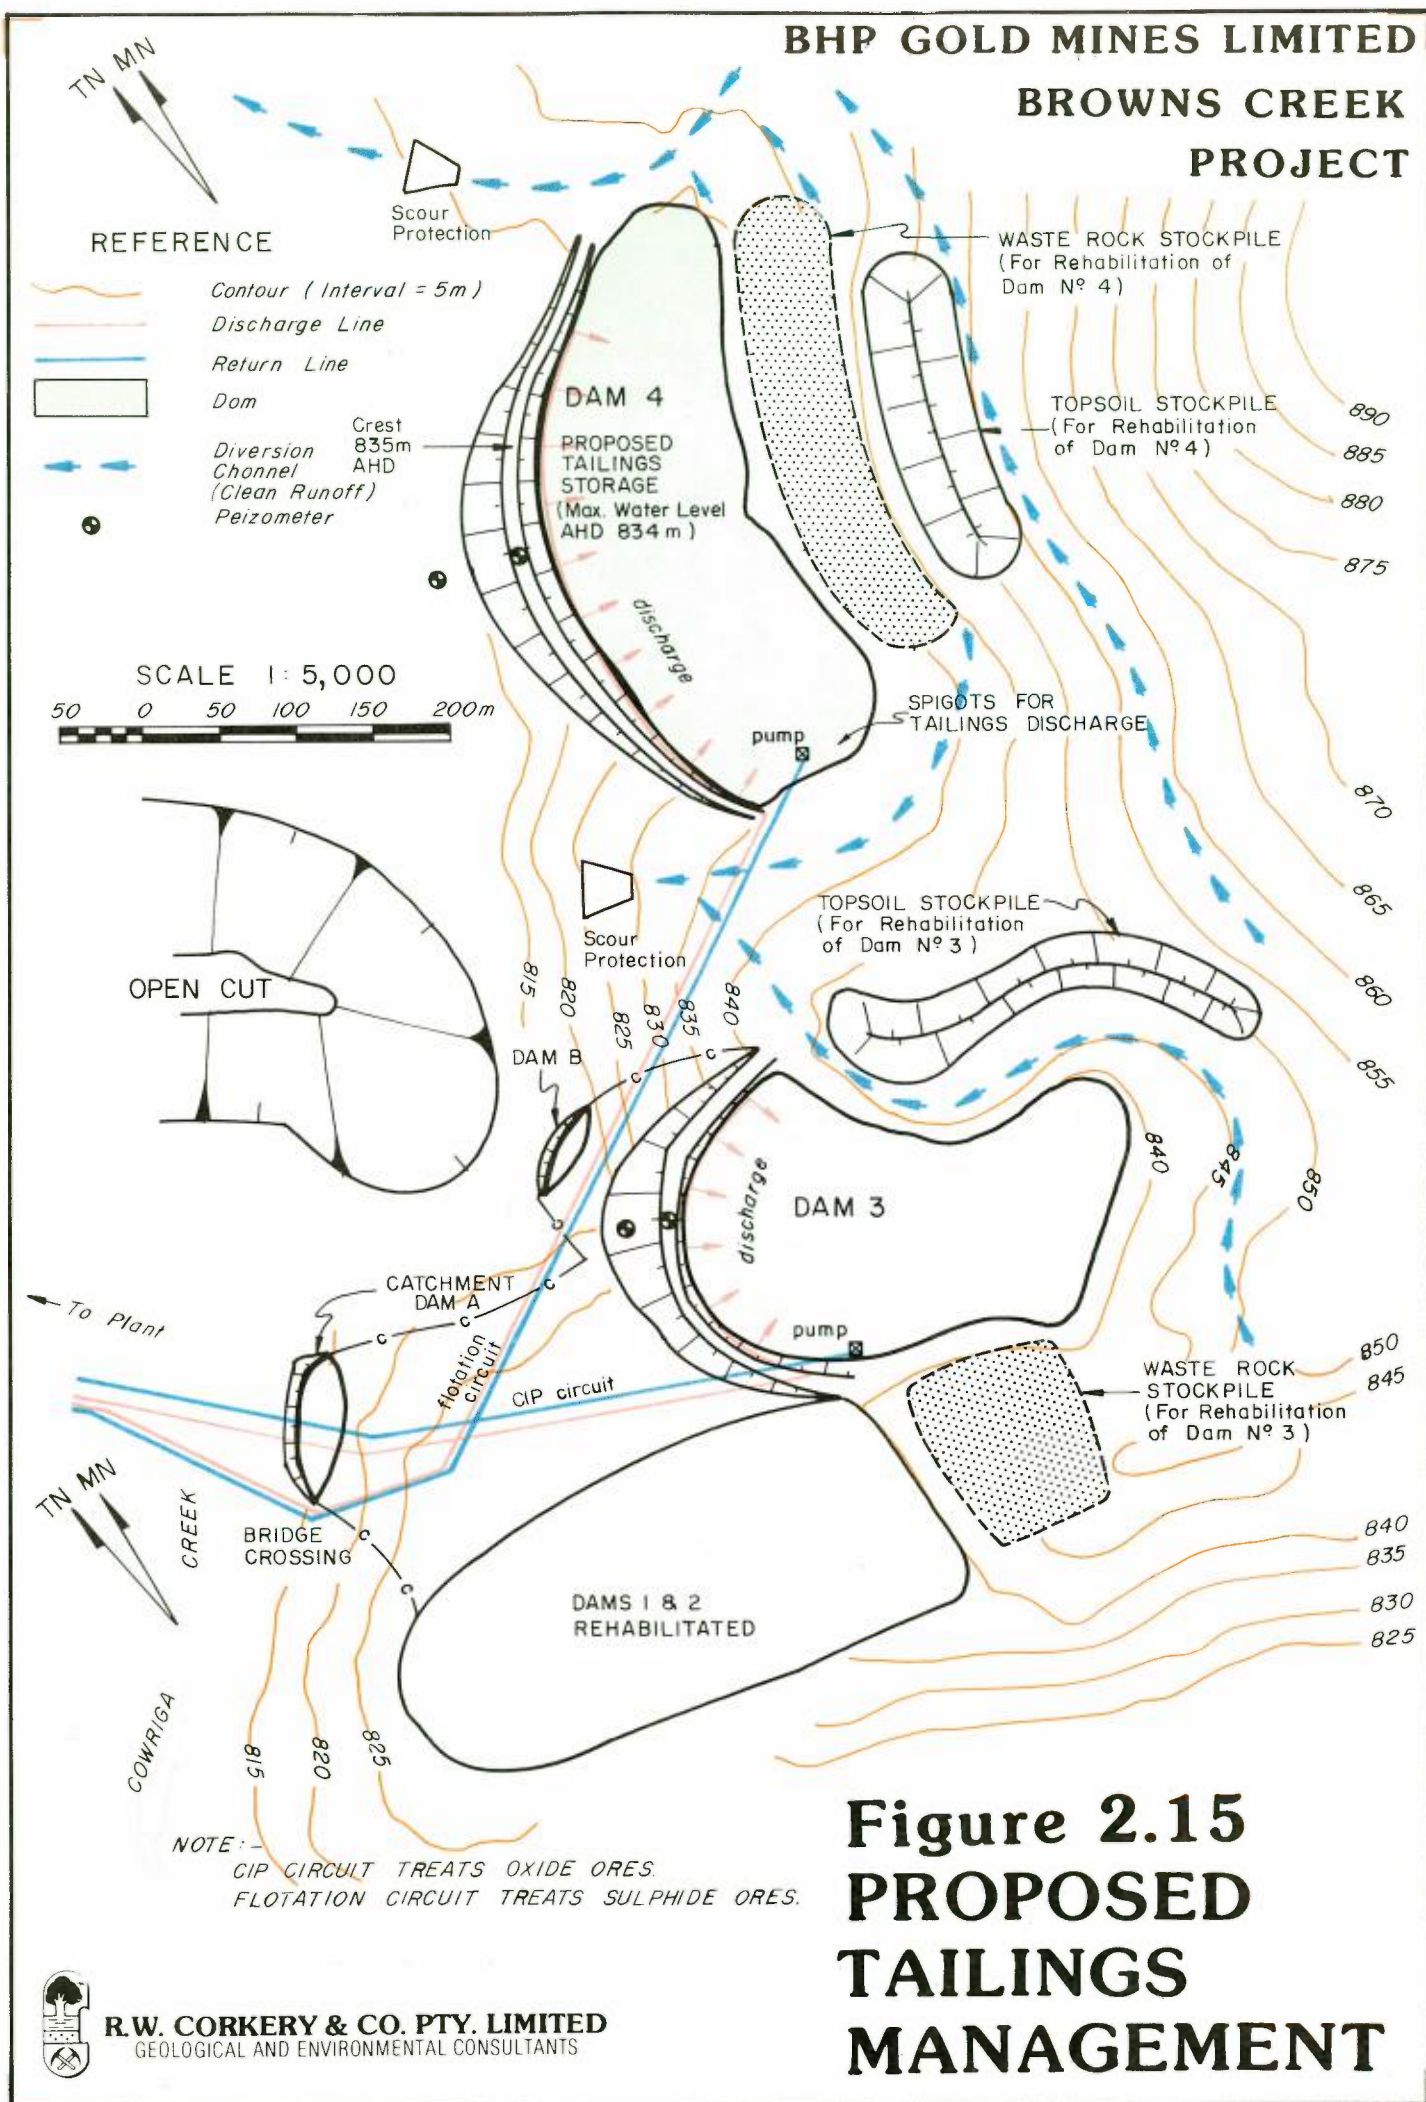 BHP GOLD MINES LIMITED
BROWNS CREEK
PROJECT
TN MN
REFERENCE
Contour ( Interval = 5m )
Discharge Line
Return Line
Dam
Diversion
Channel
(Clean Runoff)
Peizometer
Crest
835m
AHD
Scour
Protection
WASTE ROCK STOCKPILE
(For Rehabilitation of
Dam Nº 4)
TOPSOIL STOCKPILE
(For Rehabilitation
of Dam Nº 4)
890
885
880
875
870
865
860
855
DAM 4
PROPOSED
TAILINGS
STORAGE
(Max. Water Level
AHD 834 m )
discharge
SCALE 1: 5,000
50 0 50 100 150 200m
SPIGOTS FOR
TAILINGS DISCHARGE
pump
OPEN CUT
Scour
Protection
TOPSOIL STOCKPILE
(For Rehabilitation
of Dam Nº 3 )
815
820
825
830
835
840
DAM B
C
C
discharge
DAM 3
840
845
850
C
C
C
C
CATCHMENT
DAM A
To Plant
flotation
circuit
CIP circuit
pump
850
845
WASTE ROCK
STOCKPILE
(For Rehabilitation
of Dam Nº 3 )
TN MN
CREEK
BRIDGE
CROSSING
C
C
840
835
830
825
DAMS 1 & 2
REHABILITATED
COWRIGA
815
820
825
NOTE:-
CIP CIRCUIT TREATS OXIDE ORES.
FLOTATION CIRCUIT TREATS SULPHIDE ORES.
Figure 2.15
PROPOSED
TAILINGS
MANAGEMENT
R.W. CORKERY & CO. PTY. LIMITED
GEOLOGICAL AND ENVIRONMENTAL CONSULTANTS